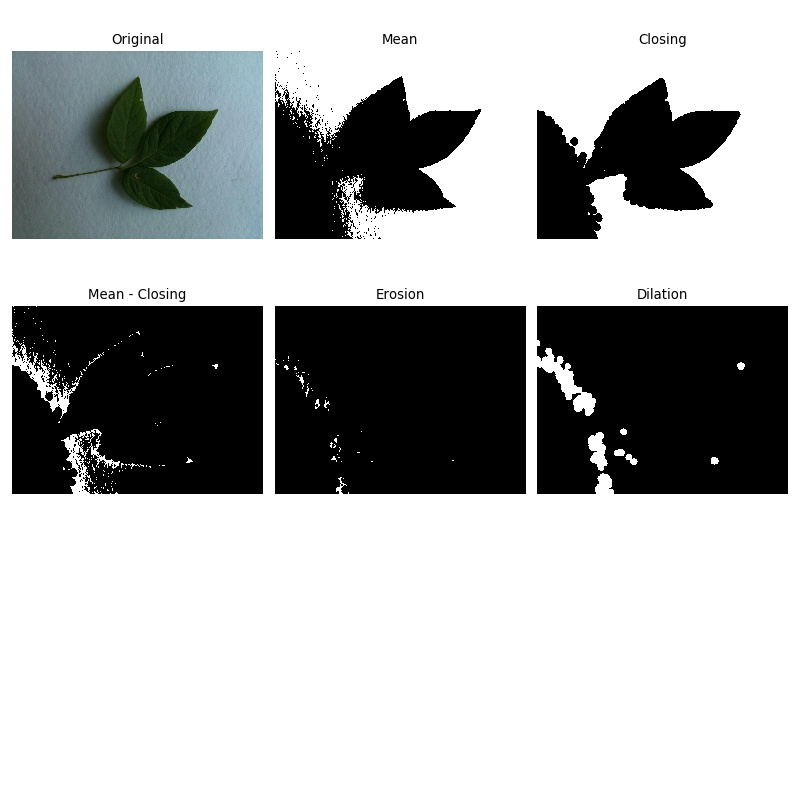 Original
Mean
Closing
Mean - Closing
Erosion
Dilation